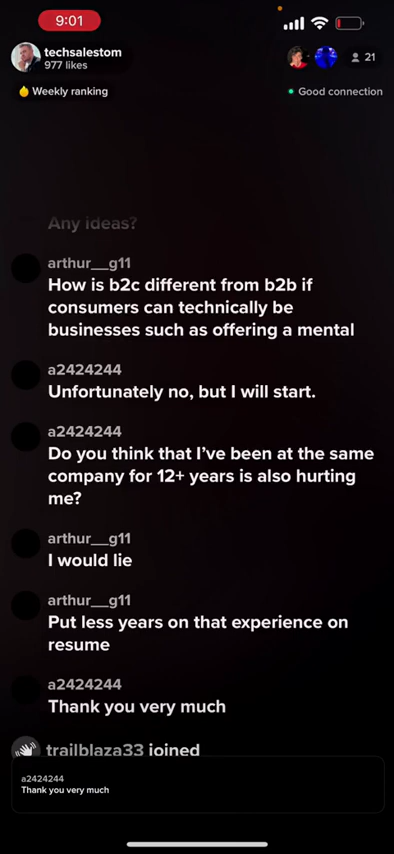 9:01
techsalestom
977 likes
21
Weekly ranking
Good connection
Any ideas?
arthur__g11
How is b2c different from b2b if
consumers can technically be
businesses such as offering a mental
a2424244
Unfortunately no, but I will start.
a2424244
Do you think that I’ve been at the same
company for 12+ years is also hurting
me?
arthur__g11
I would lie
arthur__g11
Put less years on that experience on
resume
a2424244
Thank you very much
trailblaza33 joined
a2424244
Thank you very much